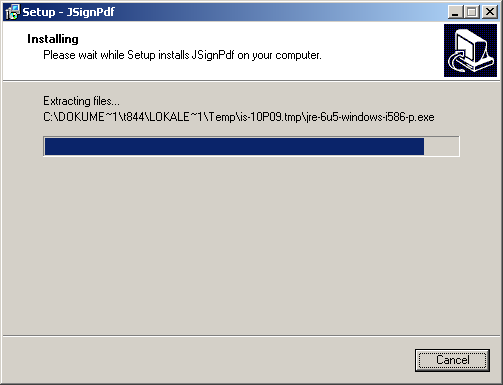 Setup - JSignPdf
Installing
Please wait while Setup installs JSignPdf on your computer.
Extracting files...
C:\DOKUME~1\t844\LOKALE~1\Temp\is-10P09.tmp\jre-6u5-windows-i586-p.exe
Cancel